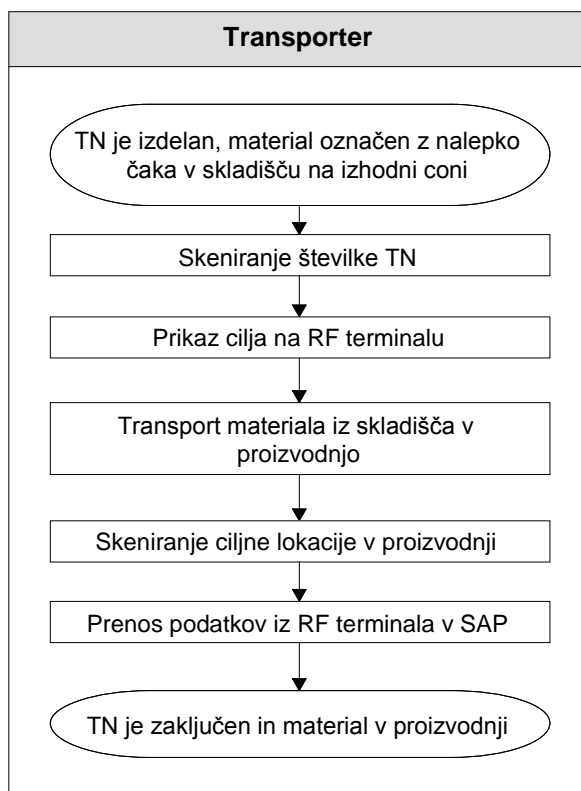 Transporter
TN je izdelan, material označen z nalepko
čaka v skladišču na izhodni coni
Skeniranje številke TN
Prikaz cilja na RF terminalu
Transport materiala iz skladišča v
proizvodnjo
Skeniranje ciljne lokacije v proizvodnji
Prenos podatkov iz RF terminala v SAP
TN je zaključen in material v proizvodnji